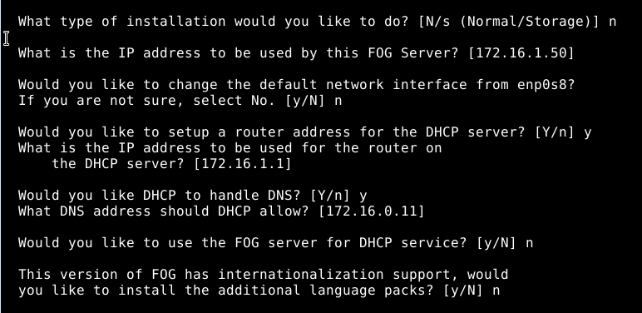 What type of installation would you like to do? [N/s (Normal/Storage)] n
What is the IP address to be used by this FOG Server? [172.16.1.50]
Would you like to change the default network interface from enp0s8?
If you are not sure, select No. [y/N] n
Would you like to setup a router address for the DHCP server? [Y/n] y
What is the IP address to be used for the router on
the DHCP server? [172.16.1.1]
Would you like DHCP to handle DNS? [Y/n] y
What DNS address should DHCP allow? [172.16.0.11]
Would you like to use the FOG server for DHCP service? [y/N] n
This version of FOG has internationalization support, would
you like to install the additional language packs? [y/N] n